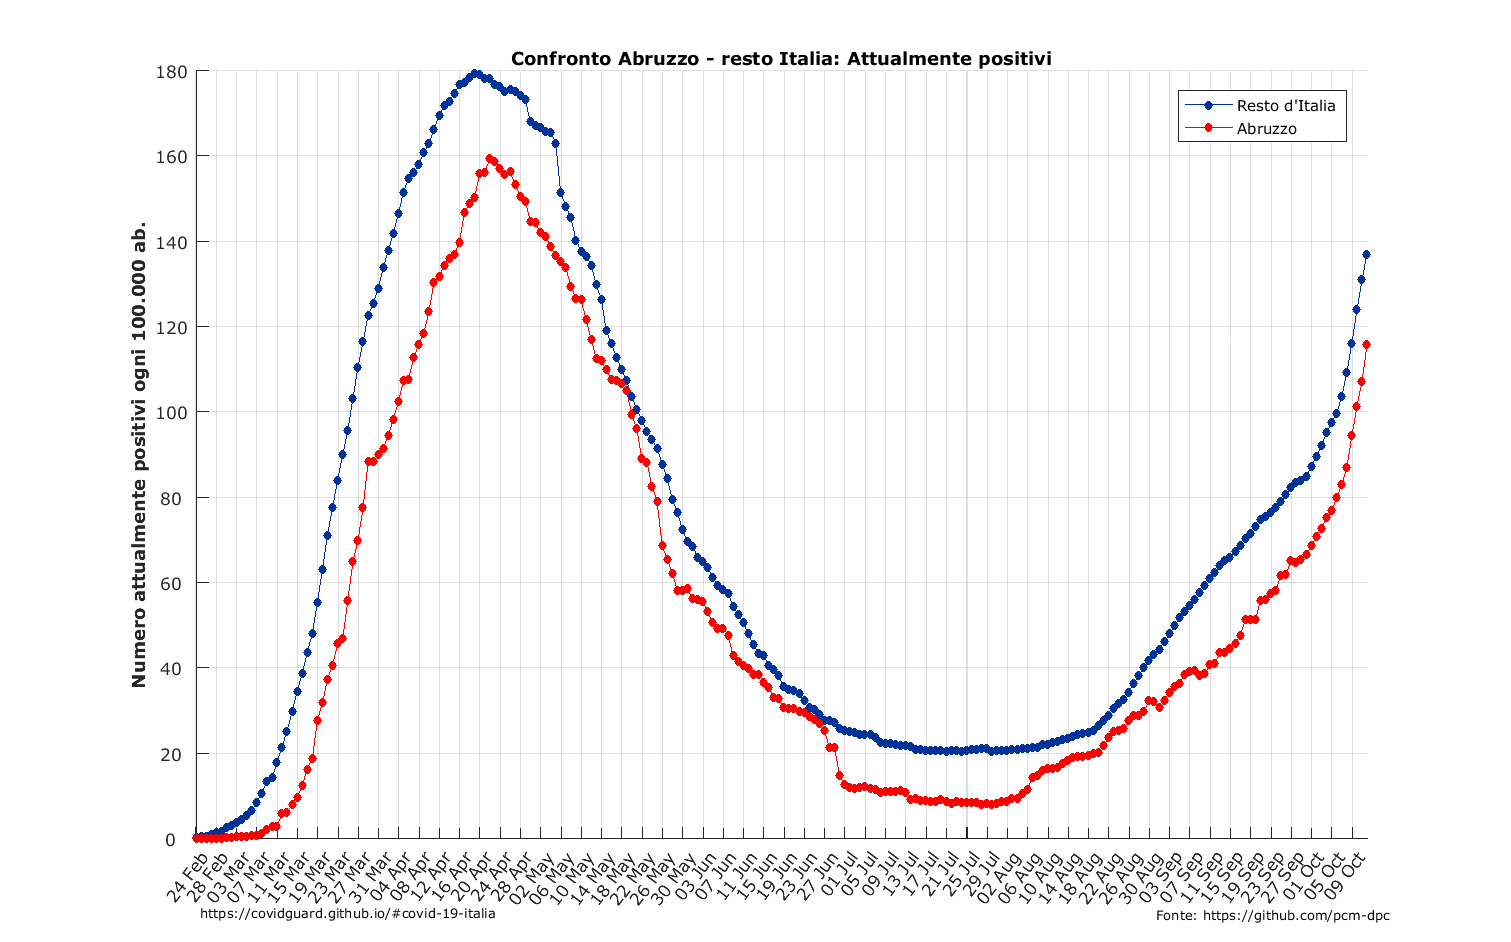 Confronto Abruzzo - resto Italia: Attualmente positivi
Numero attualmente positivi ogni 100.000 ab.
180
160
140
120
100
80
60
40
20
0
Resto d'Italia
Abruzzo
24 Feb
28 Feb
03 Mar
07 Mar
11 Mar
15 Mar
19 Mar
23 Mar
27 Mar
31 Mar
04 Apr
08 Apr
12 Apr
16 Apr
20 Apr
24 Apr
28 Apr
02 May
06 May
10 May
14 May
18 May
22 May
26 May
30 May
03 Jun
07 Jun
11 Jun
15 Jun
19 Jun
23 Jun
27 Jun
01 Jul
05 Jul
09 Jul
13 Jul
17 Jul
21 Jul
25 Jul
29 Jul
02 Aug
06 Aug
10 Aug
14 Aug
18 Aug
22 Aug
26 Aug
30 Aug
03 Sep
07 Sep
11 Sep
15 Sep
19 Sep
23 Sep
27 Sep
01 Oct
05 Oct
09 Oct
https://covidguard.github.io/#covid-19-italia
Fonte: https://github.com/pcm-dpc